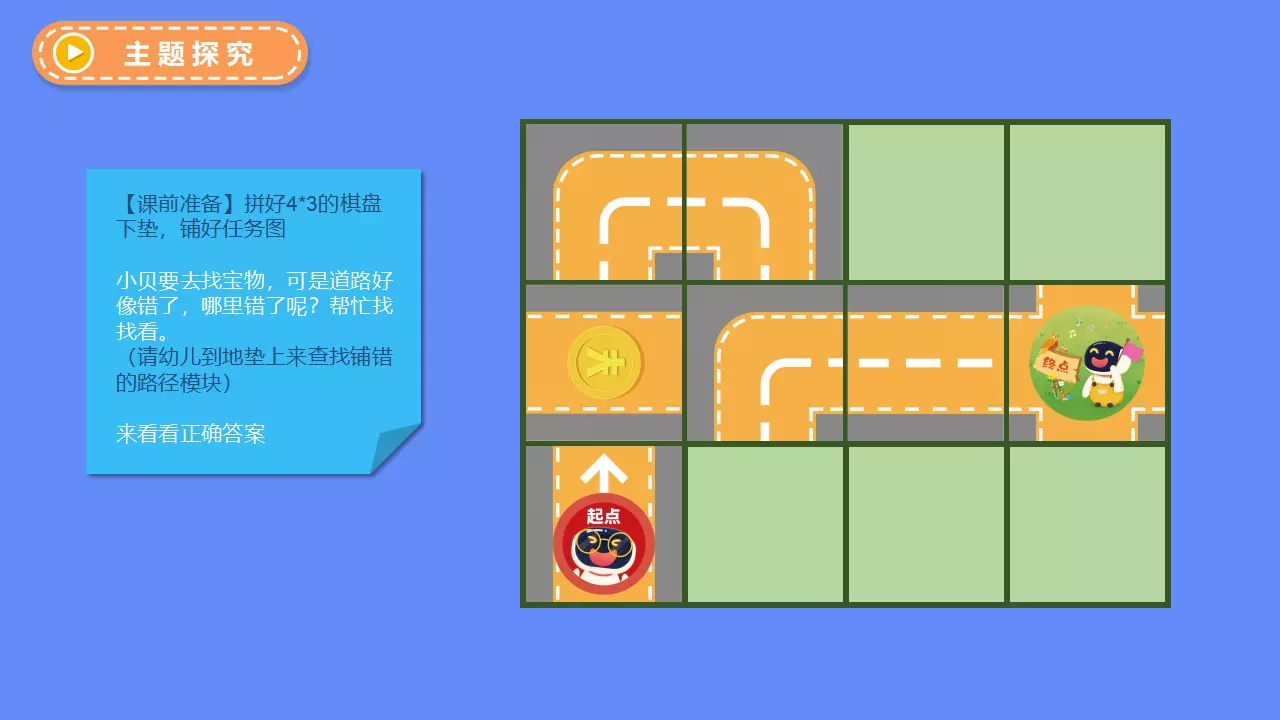 主题探究
【课前准备】拼好4*3的棋盘
下垫，铺好任务图
小贝要去找宝物，可是道路好
像错了，哪里错了呢？帮忙找
找看。
（请幼儿到地垫上来查找铺错
的路径模块）
来看看正确答案
终点
起点